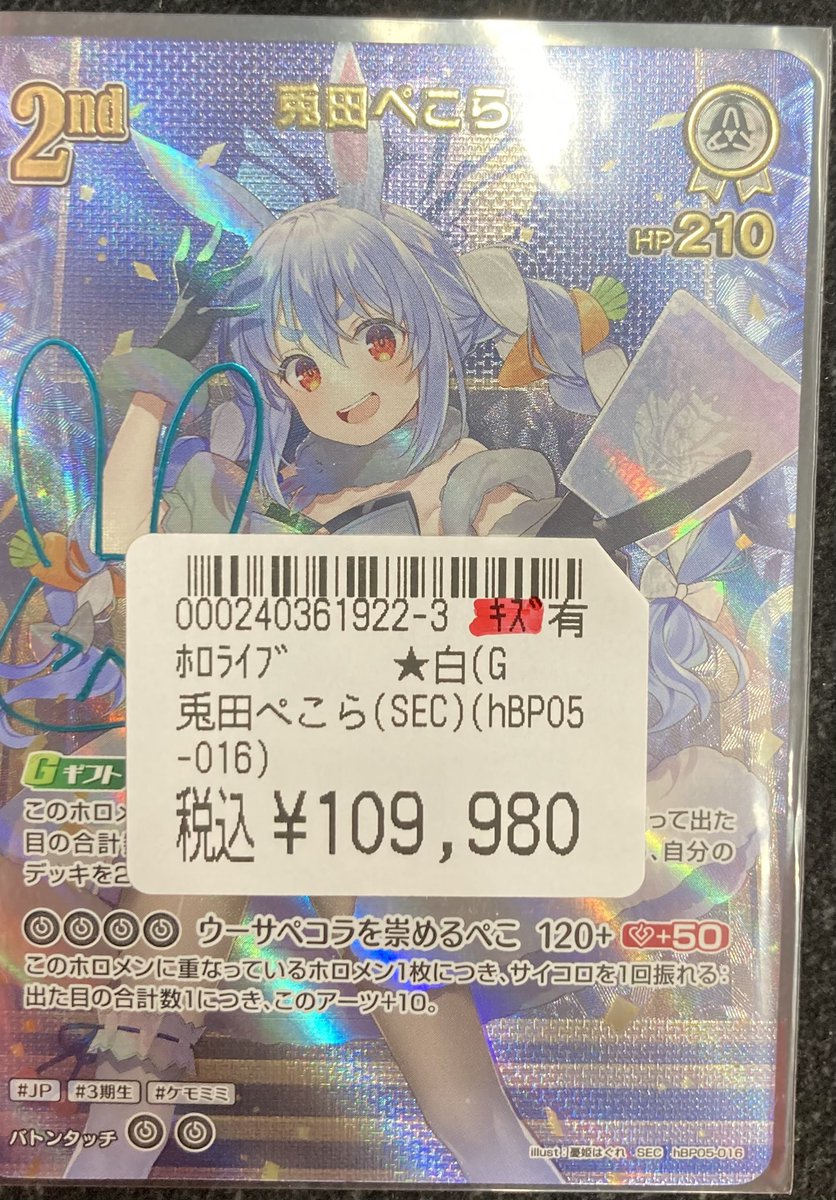 2nd
兎田ぺこら
HP210
000240361922-3 ｷｽﾞ有
ﾎﾛﾗｲﾌﾞ ★白(G
兎田ぺこら(SEC)(hBP05
-016)
税込 ¥109,980
Gギフト
このホロメ って出た
目の合計 、自分の
デッキを2
ウーサペコラを崇めるぺこ 120+ +50
このホロメンに重なっているホロメン1枚につき、サイコロを1回振れる:
出た目の合計数1につき、このアーツ+10。
#JP #3期生 #ケモミミ
バトンタッチ
illust:憂姫はぐれ SEC hBP05-016